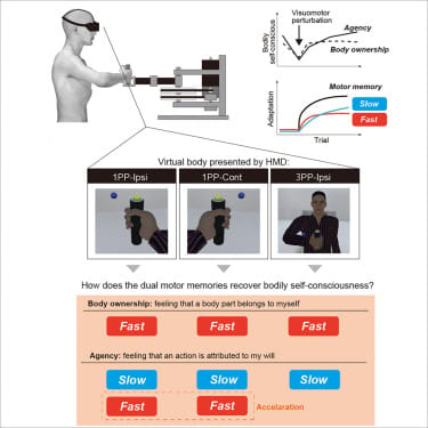 Visuomotor
perturbation
Bodily
self-conscious
Agency
Body ownership
Adaptation
Motor memory
Slow
Fast
Trial
Virtual body presented by HMD:
1PP-Ipsi 1PP-Cont 3PP-Ipsi
How does the dual motor memories recover bodily self-consciousness?
Body ownership: feeling that a body part belongs to myself
Fast Fast Fast
Agency: feeling that an action is attributed to my will
Slow Slow Slow
Fast Fast Accelaration